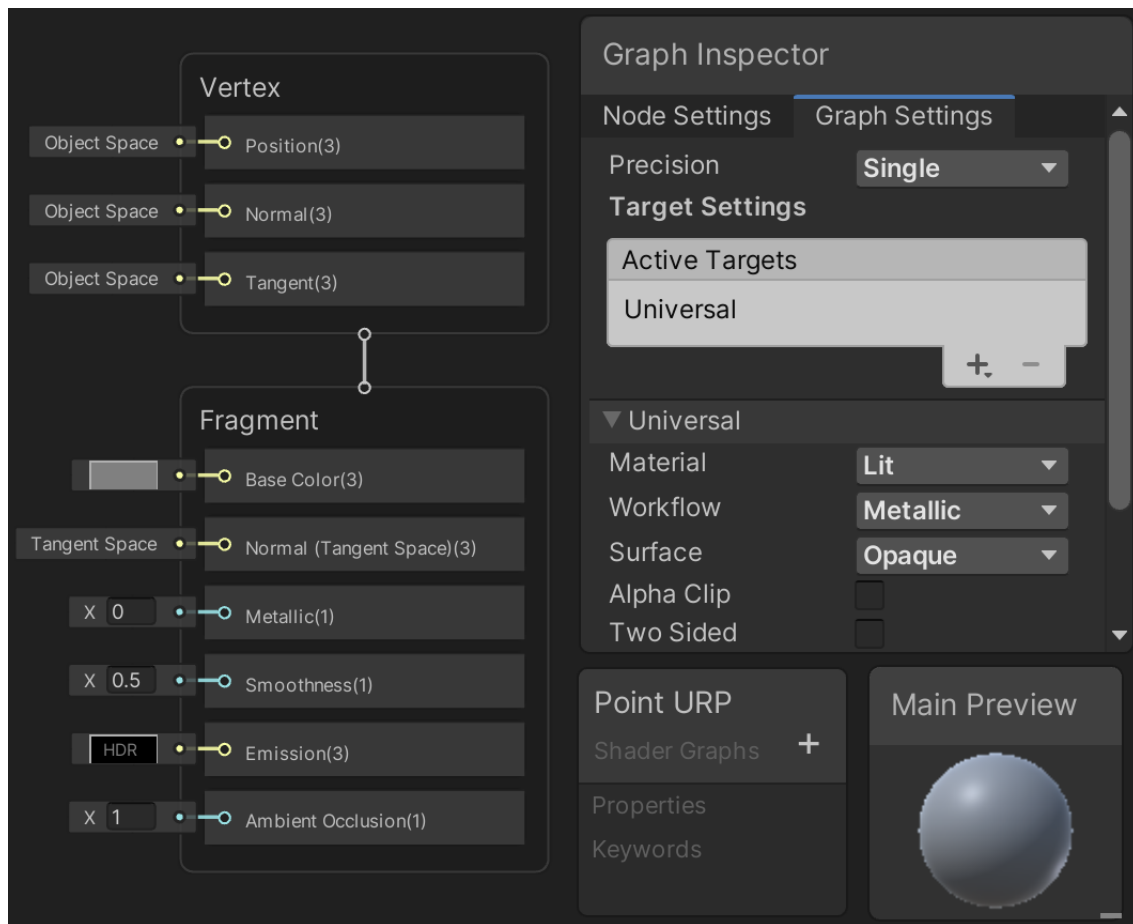 Vertex
Object Space
Position(3)
Object Space
Normal(3)
Object Space
Tangent(3)
Fragment
Base Color(3)
Tangent Space
Normal (Tangent Space)(3)
X 0
Metallic(1)
X 0.5
Smoothness(1)
HDR
Emission(3)
X 1
Ambient Occlusion(1)
Graph Inspector
Node Settings
Graph Settings
Precision
Single
Target Settings
Active Targets
Universal
Universal
Material
Lit
Workflow
Metallic
Surface
Opaque
Alpha Clip
Two Sided
Point URP
Shader Graphs
Properties
Keywords
Main Preview